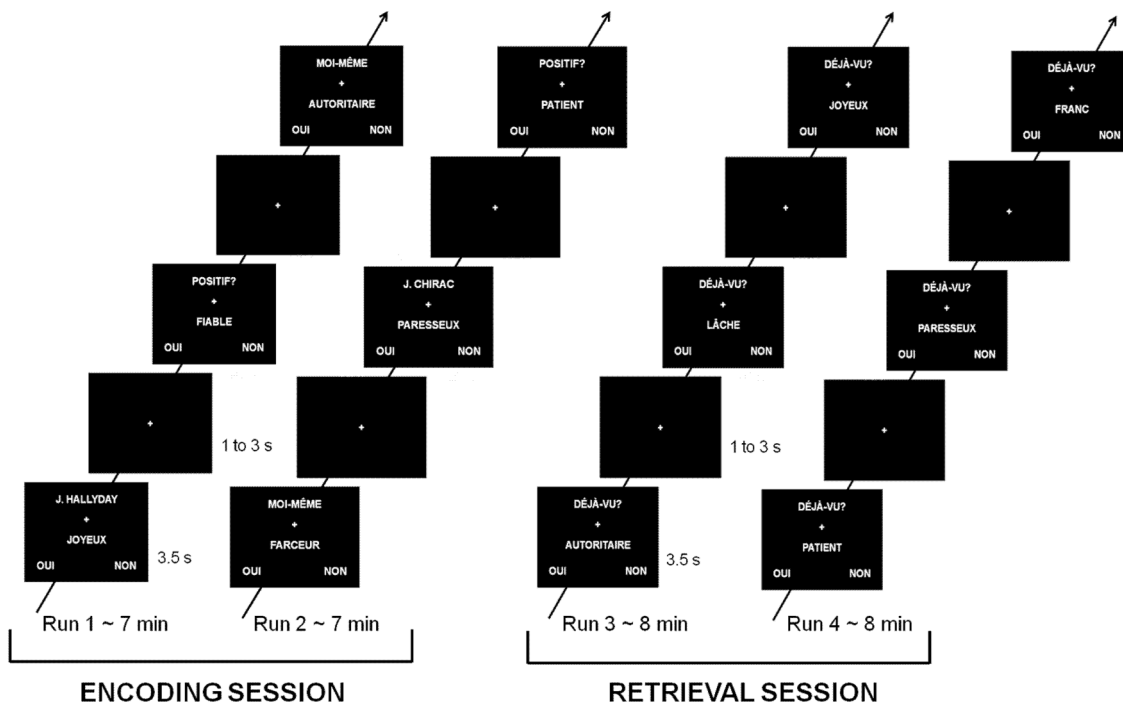 MOI-MÊME
+
AUTORITAIRE
OUI NON
+
POSITIF?
+
FIABLE
OUI NON
+
1 to 3 s
J. HALLYDAY
+
JOYEUX
OUI NON
3.5 s
Run 1 ~ 7 min
POSITIF?
+
PATIENT
OUI NON
+
J. CHIRAC
+
PARESSEUX
OUI NON
+
MOI-MÊME
+
FARCEUR
OUI NON
Run 2 ~ 7 min
ENCODING SESSION
DÉJÀ-VU?
+
JOYEUX
OUI NON
+
DÉJÀ-VU?
+
LÂCHE
OUI NON
+
1 to 3 s
DÉJÀ-VU?
+
AUTORITAIRE
OUI NON
3.5 s
Run 3 ~ 8 min
DÉJÀ-VU?
+
FRANC
OUI NON
+
DÉJÀ-VU?
+
PARESSEUX
OUI NON
+
DÉJÀ-VU?
+
PATIENT
OUI NON
Run 4 ~ 8 min
RETRIEVAL SESSION